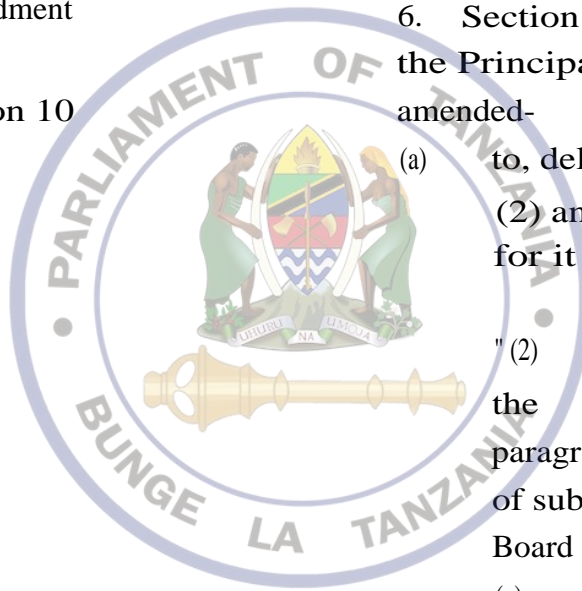 dment
on 10
6. Section
the Principa
amended-
(a) to, del
(2) an
for it
" (2)
the
paragr
of sub
Board
PARLIAMENT OF TANZANIA
UHURU NA UMOJA
BUNGE LA TANZANIA